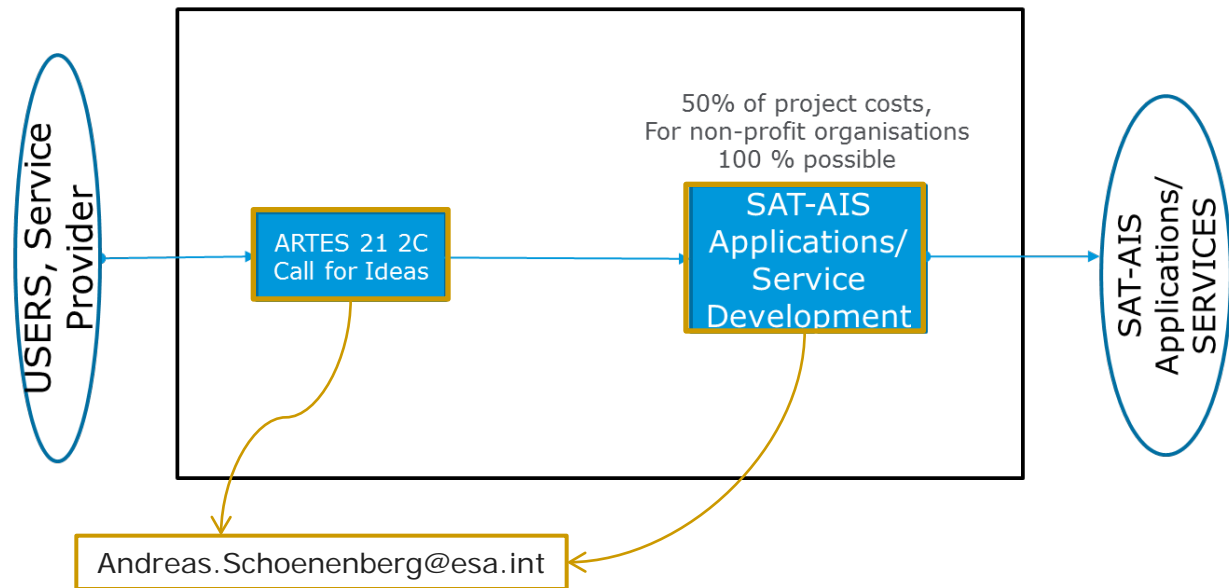 USERS, Service
Provider
ARTES 21 2C
Call for Ideas
50% of project costs,
For non-profit organisations
100 % possible
SAT-AIS
Applications/
Service
Development
SAT-AIS
Applications/
SERVICES
Andreas.Schoenenberg@esa.int